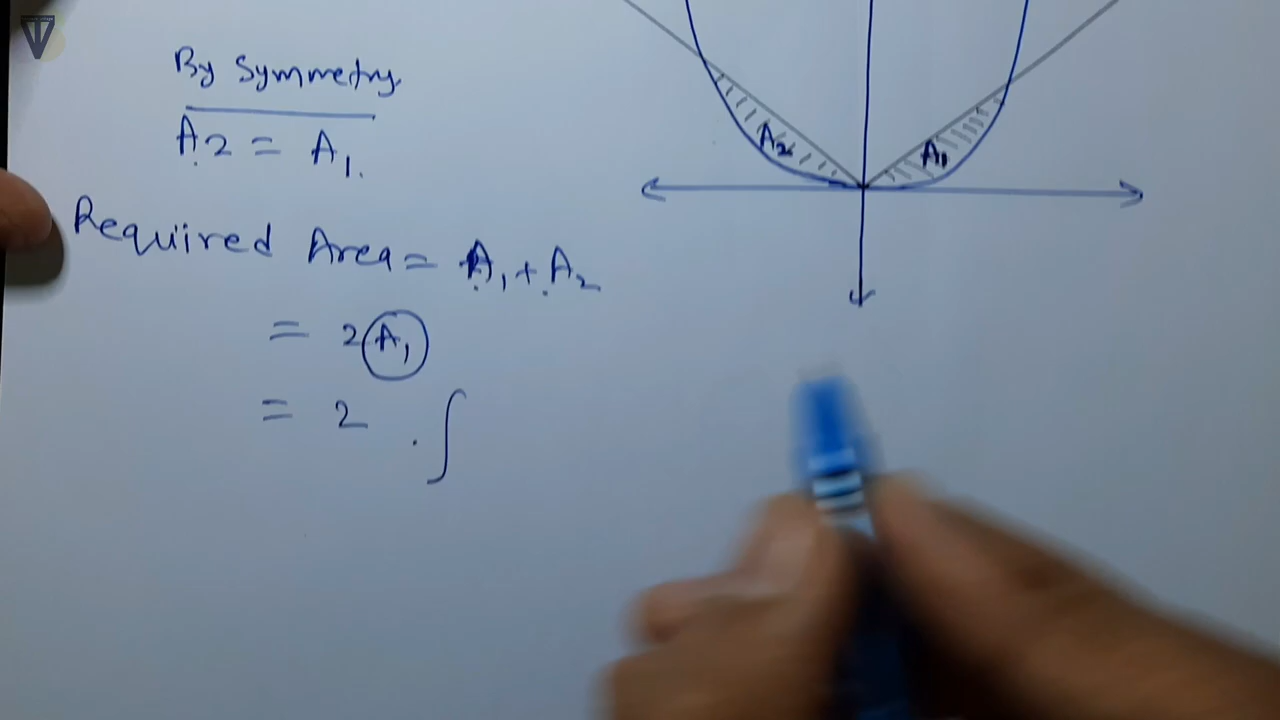 By Symmetry.
A2 = A1.
Required Area = A1 + A2
= 2 A1
= 2 . ∫
A2
A1